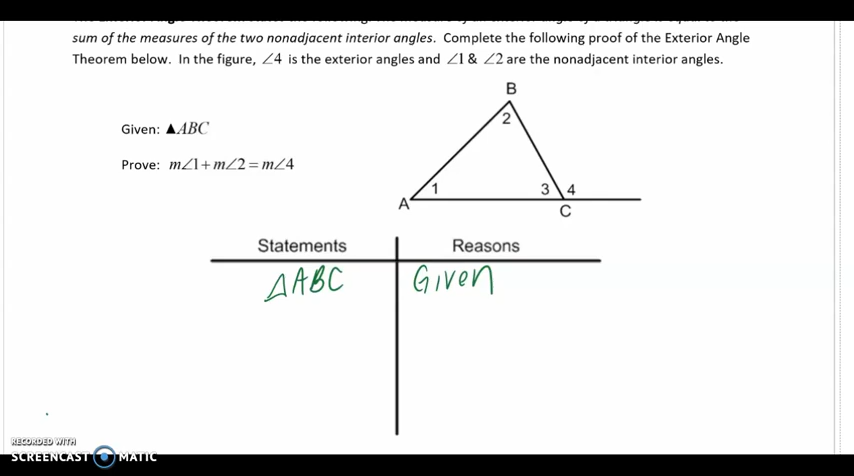 sum of the measures of the two nonadjacent interior angles. Complete the following proof of the Exterior Angle
Theorem below. In the figure, ∠4 is the exterior angles and ∠1 & ∠2 are the nonadjacent interior angles.
B
2
Given: ▲ABC
Prove: m∠1+m∠2=m∠4
1
3 4
A
C
Statements Reasons
△ABC Given
RECORDED WITH
SCREENCAST MATIC